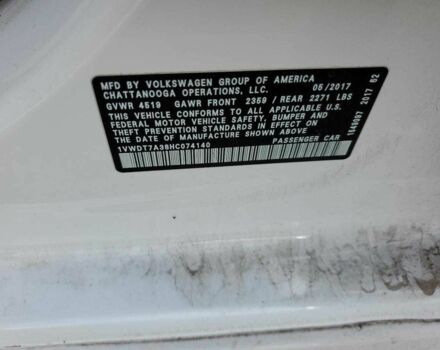 MFD BY VOLKSWAGEN GROUP OF AMERICA
CHATTANOOGA OPERATIONS, LLC. 05/2017
GVWR 4519 GAWR FRONT 2359 / REAR 2271 LBS
THIS VEHICLE CONFORMS TO ALL APPLICABLE U.S.
FEDERAL MOTOR VEHICLE SAFETY, BUMPER AND
THEFT PREVENTION STANDARDS IN EFFECT ON
THE DATE OF MANUFACTURE SHOWN ABOVE
1VWDT7A38HC074140 PASSENGER CAR
2017 62